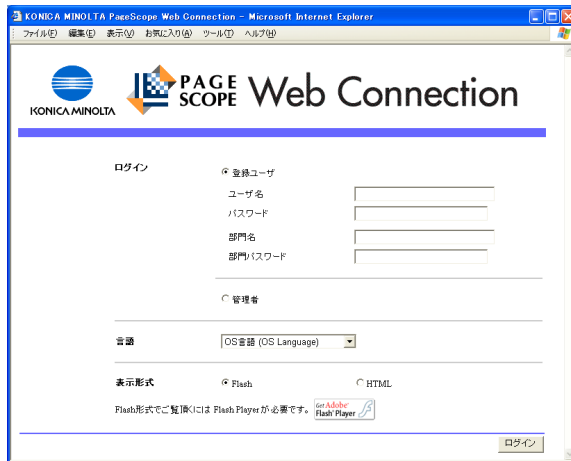 KONICA MINOLTA PageScope Web Connection - Microsoft Internet Explorer
ファイル(F) 編集(E) 表示(V) お気に入り(A) ツール(T) ヘルプ(H)
KONICA MINOLTA
PAGE SCOPE Web Connection
ログイン
登録ユーザ
ユーザ名
パスワード
部門名
部門パスワード
管理者
言語 OS言語 (OS Language)
表示形式 Flash HTML
Flash形式でご覧頂くには Flash Playerが必要です。 Get Adobe Flash Player
ログイン